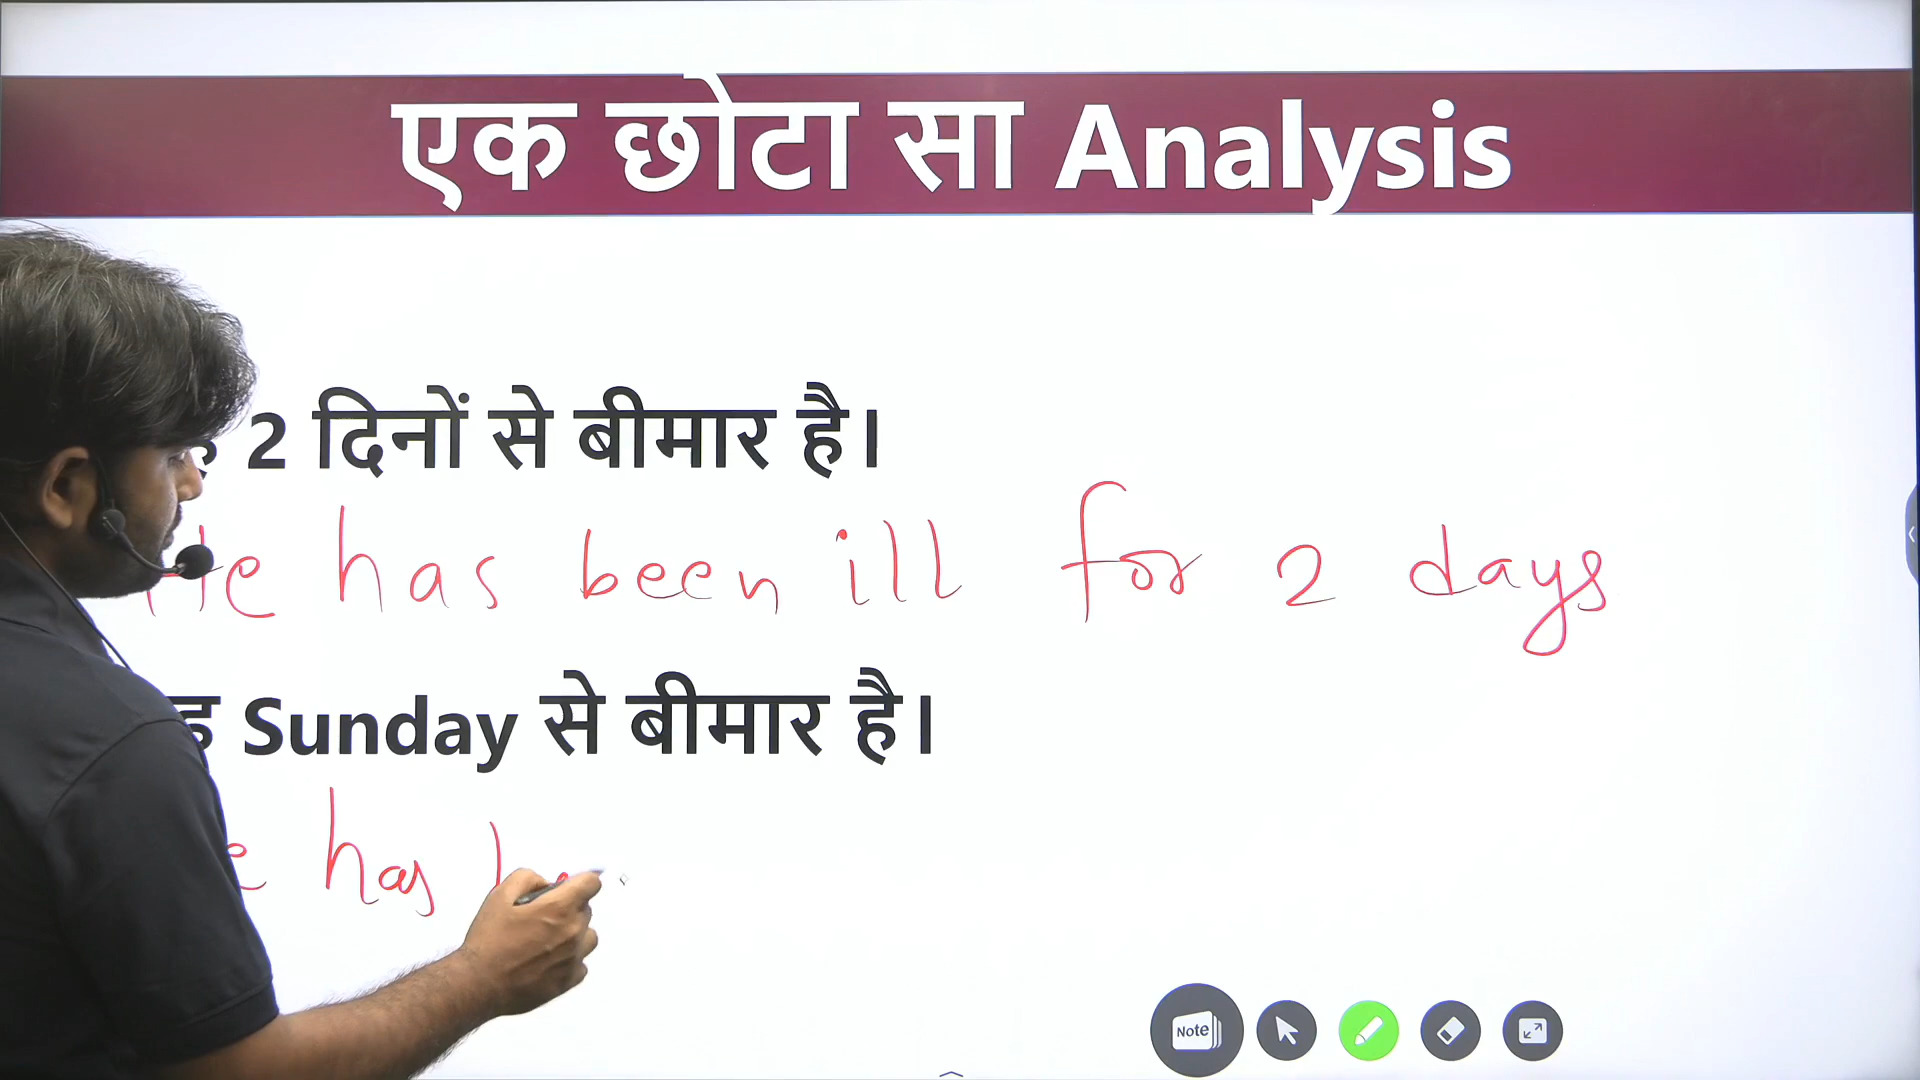 एक छोटा सा Analysis
2 दिनों से बीमार है।
He has been ill for 2 days
Sunday से बीमार है।
has
Note